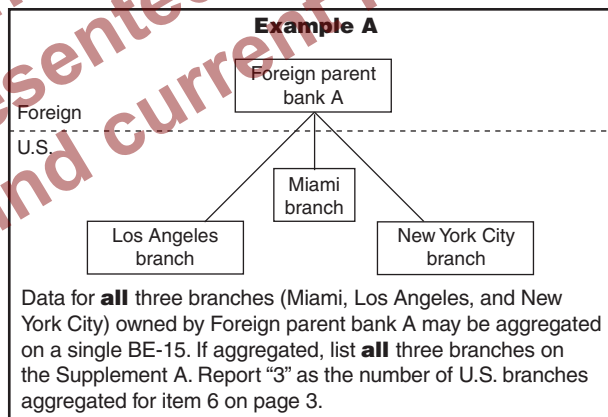 Example A
Foreign parent
bank A
Foreign
U.S.
Miami
branch
Los Angeles
branch
New York City
branch
Data for all three branches (Miami, Los Angeles, and New
York City) owned by Foreign parent bank A may be aggregated
on a single BE-15. If aggregated, list all three branches on
the Supplement A. Report “3” as the number of U.S. branches
aggregated for item 6 on page 3.
and current